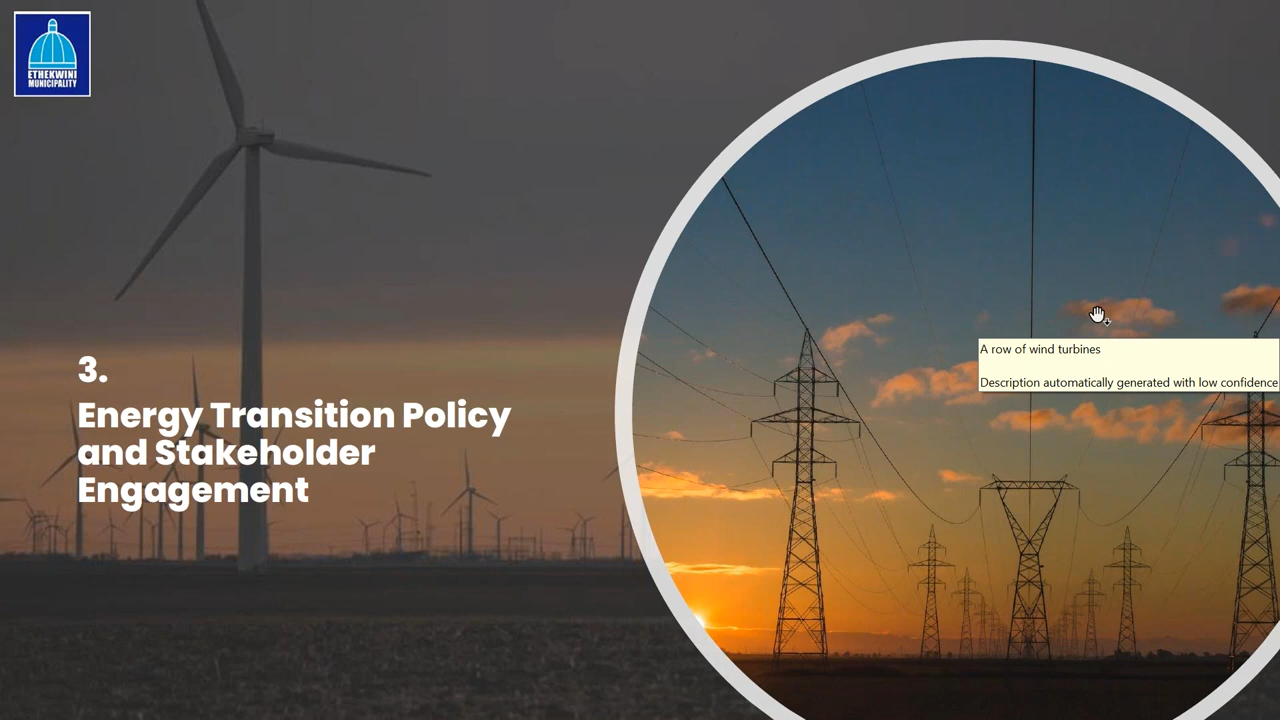 ETHEKWINI
MUNICIPALITY
3.
Energy Transition Policy
and Stakeholder
Engagement
A row of wind turbines
Description automatically generated with low confidence